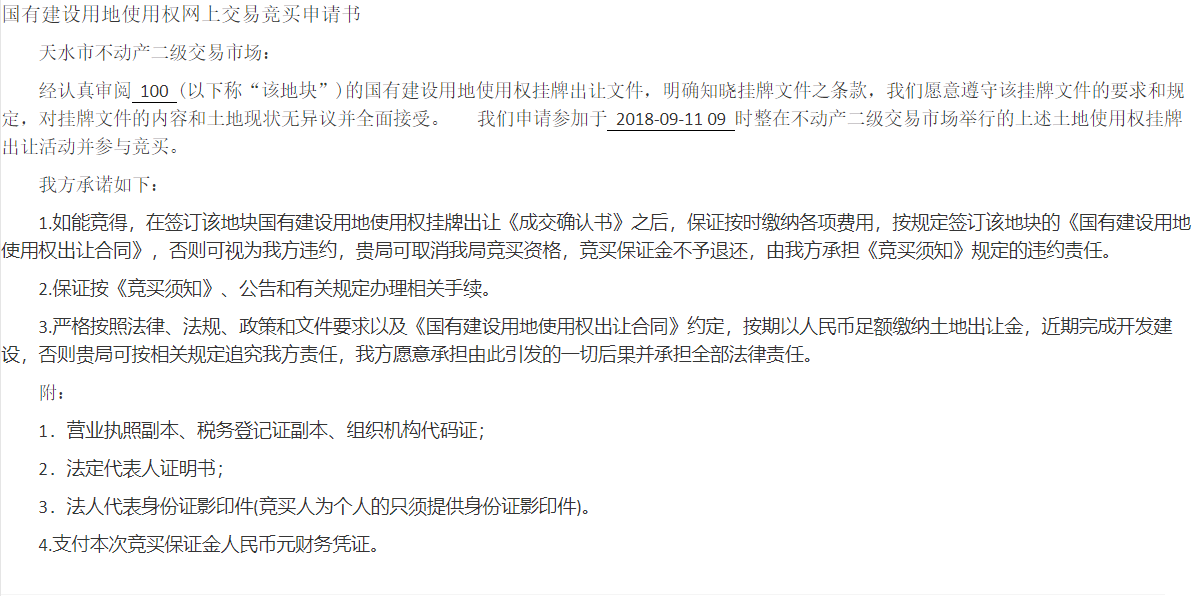 国有建设用地使用权网上交易竞买申请书
天水市不动产二级交易市场：
经认真审阅 100 (以下称“该地块”)的国有建设用地使用权挂牌出让文件，明确知晓挂牌文件之条款，我们愿意遵守该挂牌文件的要求和规
定，对挂牌文件的内容和土地现状无异议并全面接受。 我们申请参加于 2018-09-11 09 时整在不动产二级交易市场举行的上述土地使用权挂牌
出让活动并参与竞买。
我方承诺如下：
1.如能竞得，在签订该地块国有建设用地使用权挂牌出让《成交确认书》之后，保证按时缴纳各项费用，按规定签订该地块的《国有建设用地
使用权出让合同》，否则可视为我方违约，贵局可取消我局竞买资格，竞买保证金不予退还，由我方承担《竞买须知》规定的违约责任。
2.保证按《竞买须知》、公告和有关规定办理相关手续。
3.严格按照法律、法规、政策和文件要求以及《国有建设用地使用权出让合同》约定，按期以人民币足额缴纳土地出让金，近期完成开发建
设，否则贵局可按相关规定追究我方责任，我方愿意承担由此引发的一切后果并承担全部法律责任。
附：
1．营业执照副本、税务登记证副本、组织机构代码证；
2．法定代表人证明书；
3．法人代表身份证影印件(竞买人为个人的只须提供身份证影印件)。
4.支付本次竞买保证金人民币元财务凭证。